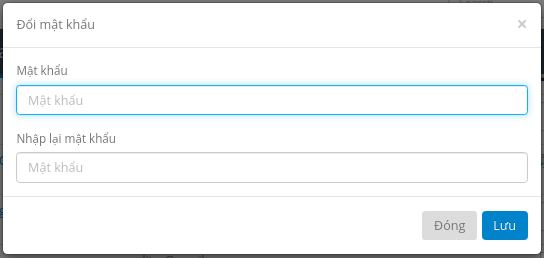 Đổi mật khẩu
×
Mật khẩu
Mật khẩu
Nhập lại mật khẩu
Mật khẩu
Đóng
Lưu